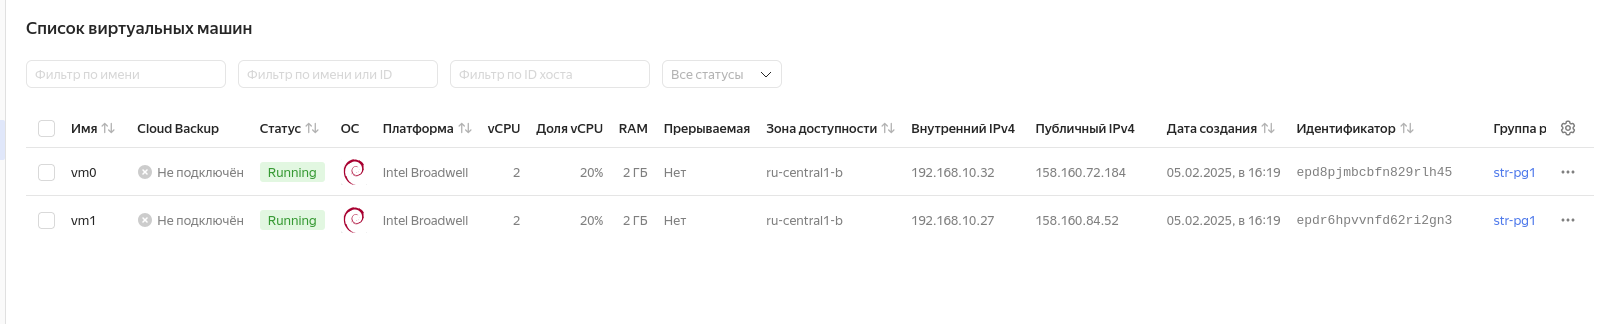 Список виртуальных машин
Фильтр по имени Фильтр по имени или ID Фильтр по ID хоста Все статусы
Имя Cloud Backup Статус ОС Платформа vCPU Доля vCPU RAM Прерываемая Зона доступности Внутренний IPv4 Публичный IPv4 Дата создания Идентификатор Группа р
vm0 Не подключён Running Intel Broadwell 2 20% 2 ГБ Нет ru-central1-b 192.168.10.32 158.160.72.184 05.02.2025, в 16:19 epd8pjmbcbfn829rlh45 str-pg1
vm1 Не подключён Running Intel Broadwell 2 20% 2 ГБ Нет ru-central1-b 192.168.10.27 158.160.84.52 05.02.2025, в 16:19 epdr6hpvvnfd62ri2gn3 str-pg1